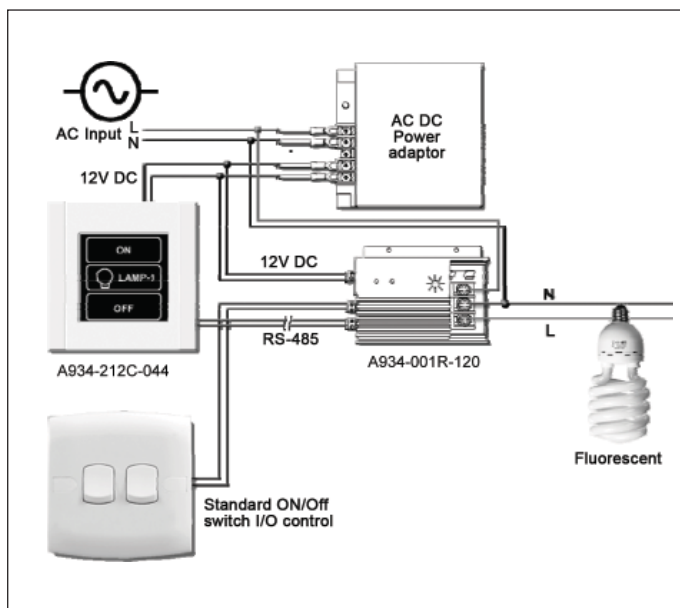 AC DC
Power
adaptor
AC Input L
N
12V DC
ON
LAMP-1
OFF
12V DC
N
L
RS-485
A934-212C-044
A934-001R-120
Fluorescent
Standard ON/Off
switch I/O control